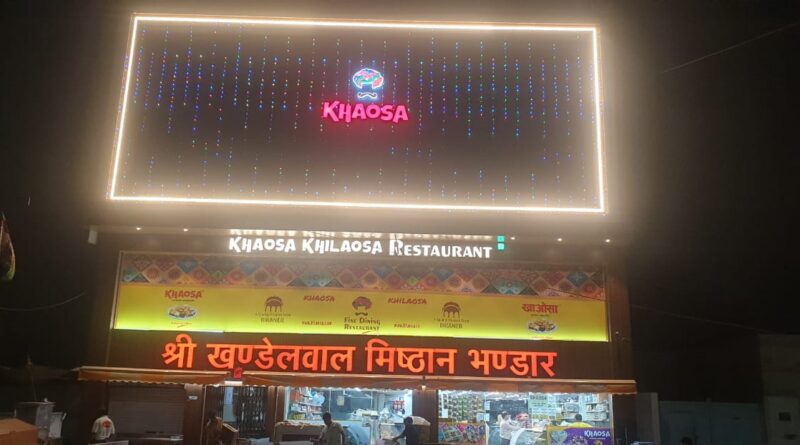 KHAOSA
KHAOSA KHILAOSA RESTAURANT
KHAOSA
KHAOSA
KHILAOSA
खाओसा
FINE DINING
RESTAURANT
श्री खण्डेलवाल मिष्ठान भण्डार
KHAOSA